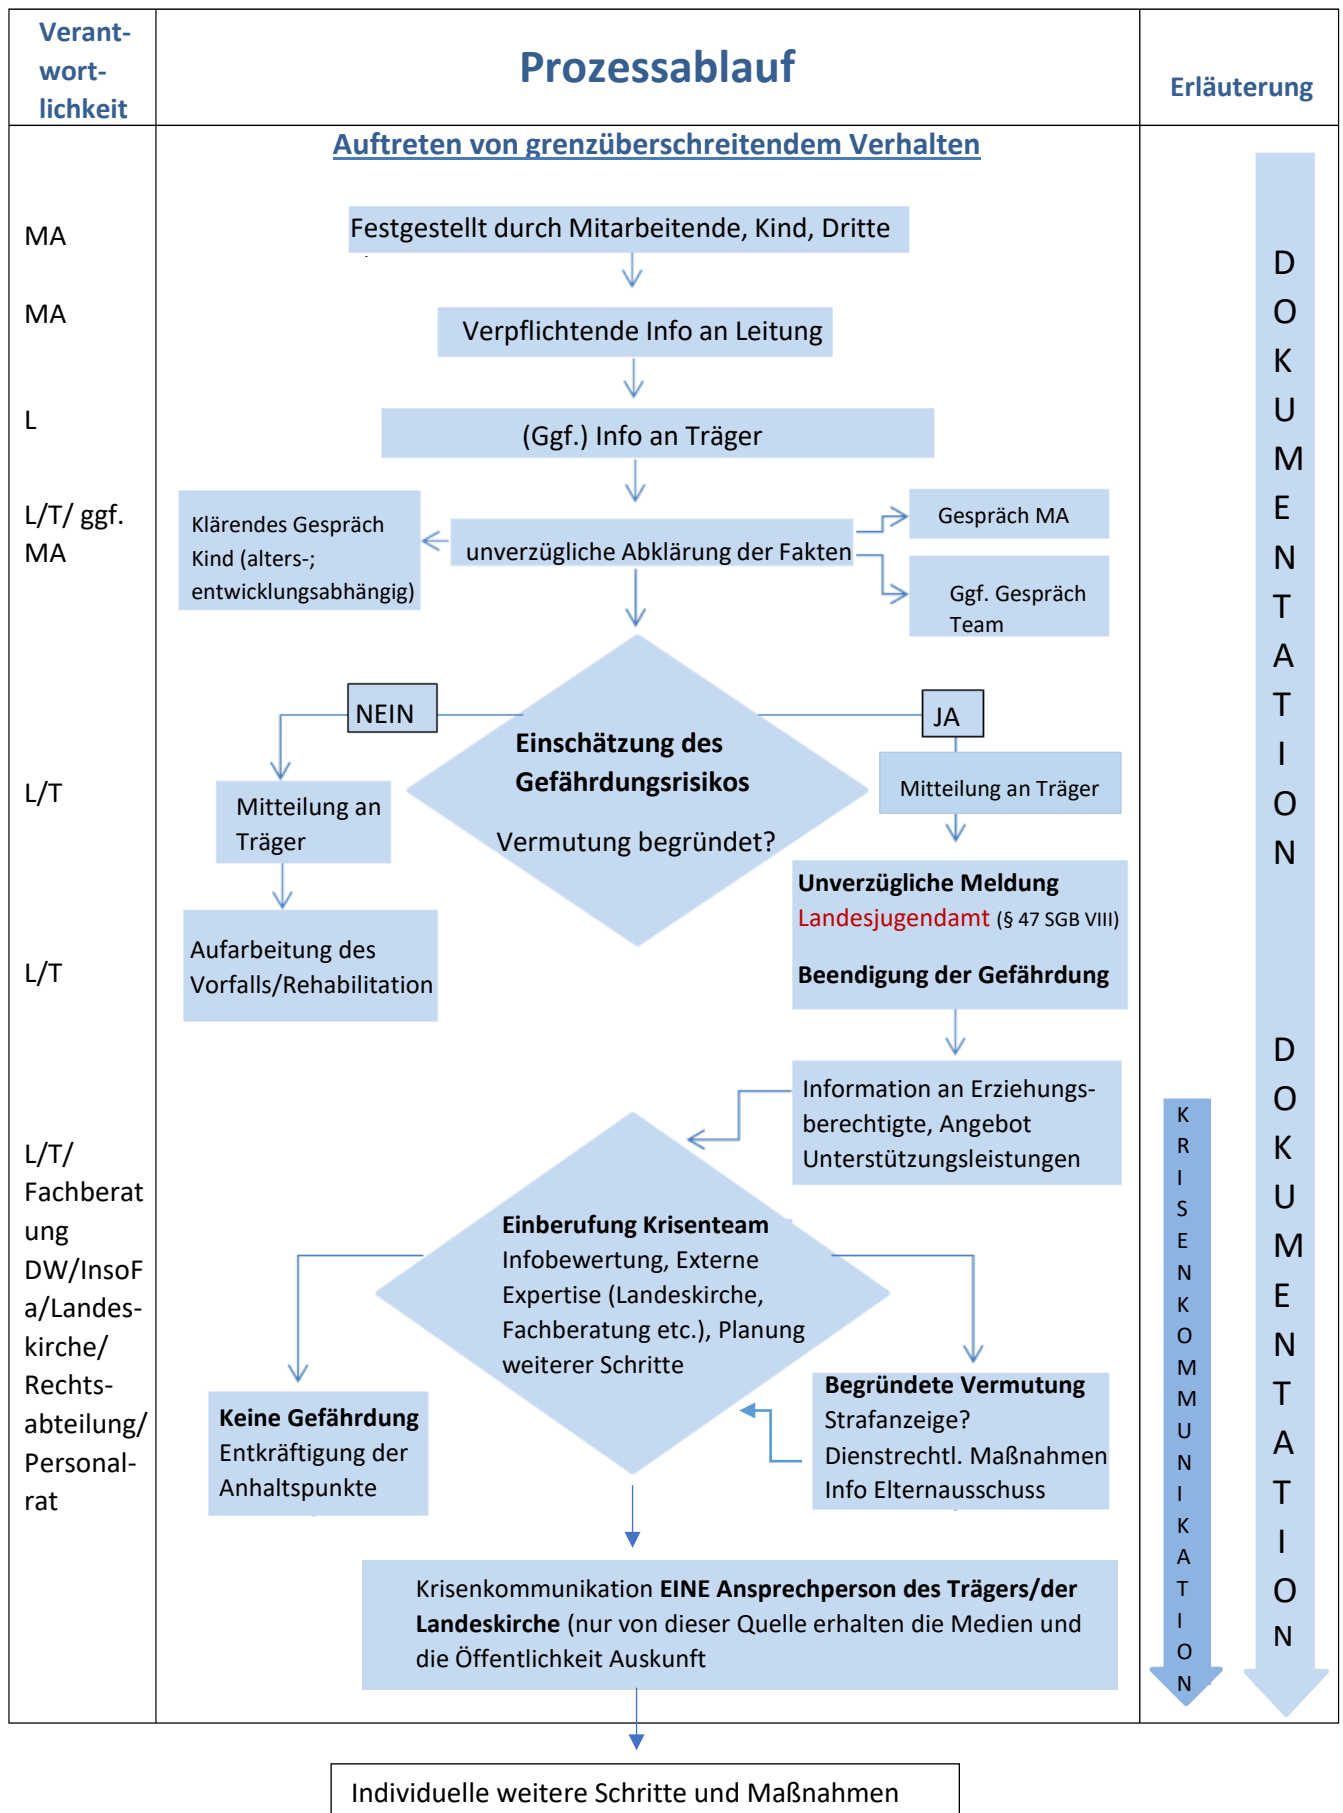 Verant-
wort-
lichkeit
Prozessablauf
Erläuterung
Auftreten von grenzüberschreitendem Verhalten
MA
Festgestellt durch Mitarbeitende, Kind, Dritte
MA
Verpflichtende Info an Leitung
L
(Ggf.) Info an Träger
L/T/ ggf.
MA
Klärendes Gespräch
Kind (alters-;
entwicklungsabhängig)
unverzügliche Abklärung der Fakten
Gespräch MA
Ggf. Gespräch
Team
NEIN
JA
Einschätzung des
Gefährdungsrisikos
Vermutung begründet?
L/T
Mitteilung an
Träger
Mitteilung an Träger
Unverzügliche Meldung
Landesjugendamt (§ 47 SGB VIII)
Beendigung der Gefährdung
L/T
Aufarbeitung des
Vorfalls/Rehabilitation
Information an Erziehungs-
berechtigte, Angebot
Unterstützungsleistungen
L/T/
Fachberat
ung
DW/InsoF
a/Landes-
kirche/
Rechts-
abteilung/
Personal-
rat
Einberufung Krisenteam
Infobewertung, Externe
Expertise (Landeskirche,
Fachberatung etc.), Planung
weiterer Schritte
Keine Gefährdung
Entkräftigung der
Anhaltspunkte
Begründete Vermutung
Strafanzeige?
Dienstrechtl. Maßnahmen
Info Elternausschuss
Krisenkommunikation EINE Ansprechperson des Trägers/der
Landeskirche (nur von dieser Quelle erhalten die Medien und
die Öffentlichkeit Auskunft
KRISENKOMMUNIKATION
DOKUMENTATION
DOKUMENTATION
Individuelle weitere Schritte und Maßnahmen